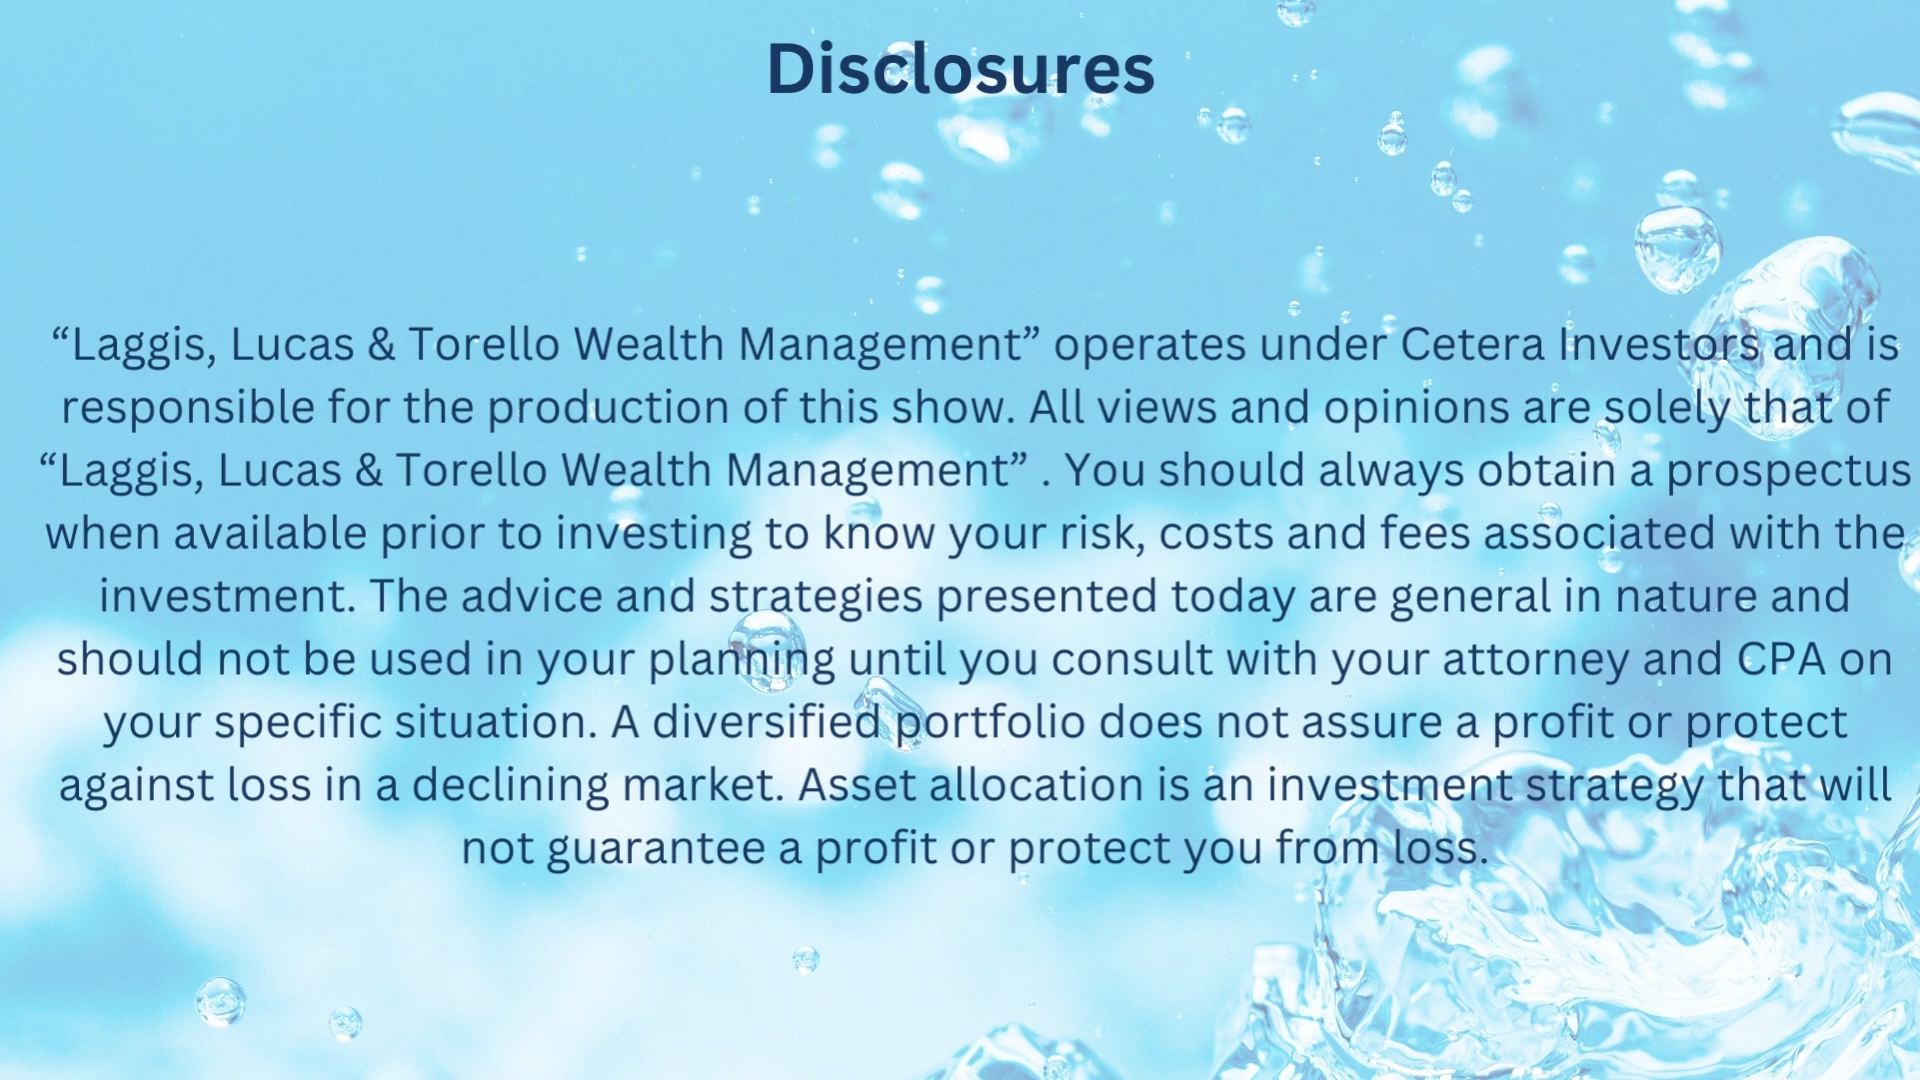 Disclosures
“Laggis, Lucas & Torello Wealth Management” operates under Cetera Investors and is
responsible for the production of this show. All views and opinions are solely that of
“Laggis, Lucas & Torello Wealth Management” . You should always obtain a prospectus
when available prior to investing to know your risk, costs and fees associated with the
investment. The advice and strategies presented today are general in nature and
should not be used in your planning until you consult with your attorney and CPA on
your specific situation. A diversified portfolio does not assure a profit or protect
against loss in a declining market. Asset allocation is an investment strategy that will
not guarantee a profit or protect you from loss.